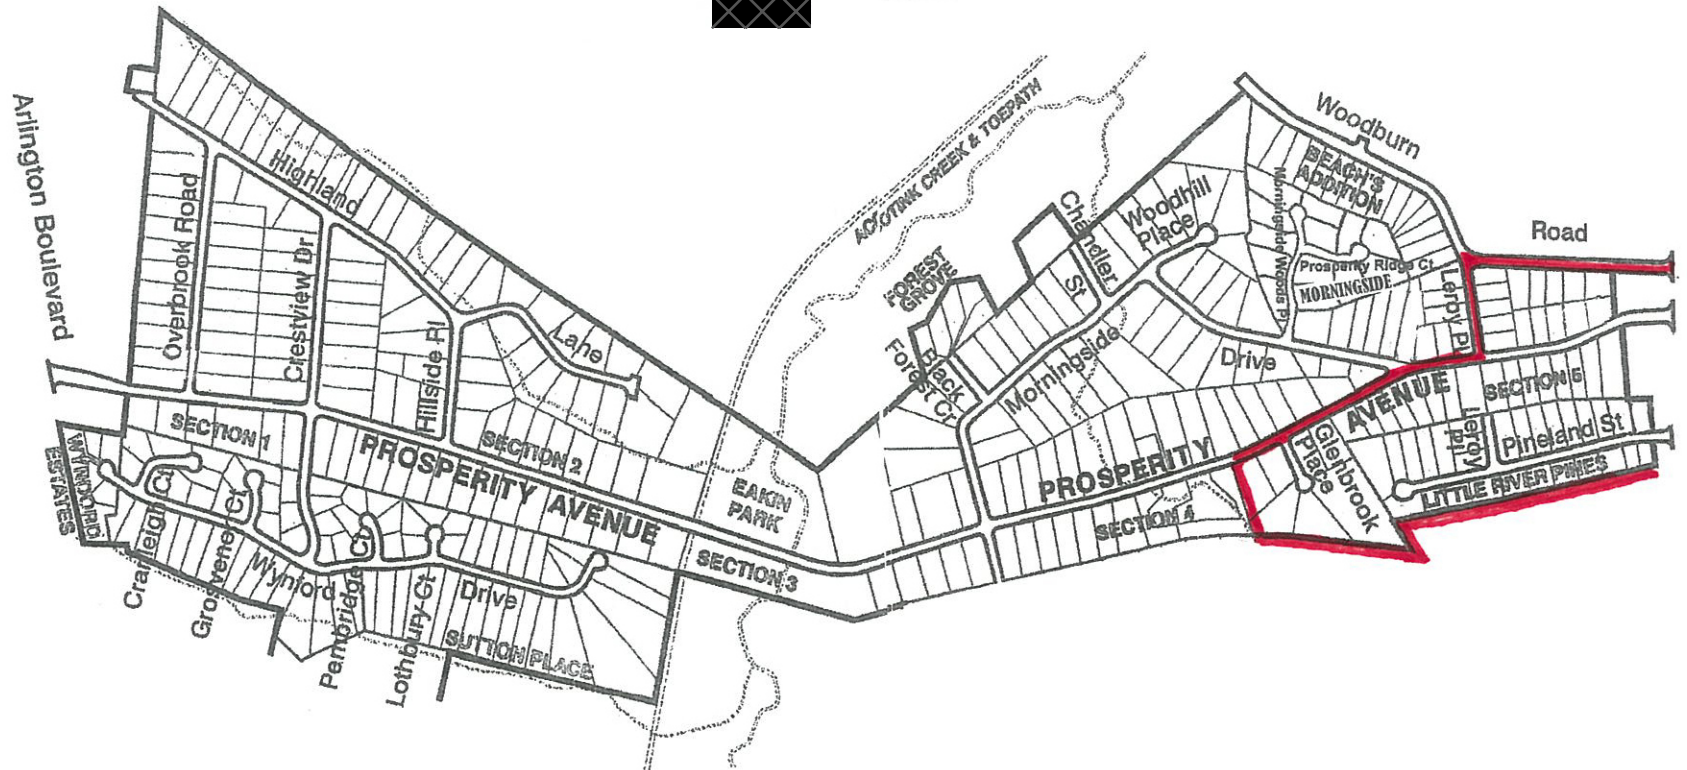 Arlington Boulevard
Overbrook Road
Highland
Crestview Dr
Hillside Pl
Lane
SECTION 1
SECTION 2
PROSPERITY AVENUE
WYNFORD
ESTATES
Cranleigh Ct
Grosvenor Ct
Wynford
Pembridge Ct
Lothbury Ct
Drive
SUTTON PLACE
EAKIN
PARK
SECTION 3
ACCOTINK CREEK & TOEPATH
FOREST
GROVE
Black
Forest Ct
Chandler
St
Woodhill
Place
Morningside
Drive
Woodburn
Road
BEACH'S
ADDITION
Morningside Woods Pl
Prosperity Ridge Ct
MORNINGSIDE
Leroy Pl
PROSPERITY
AVENUE
SECTION 4
SECTION 5
Glenbrook
Place
Leroy
Pl
Pineland St
LITTLE RIVER PINES